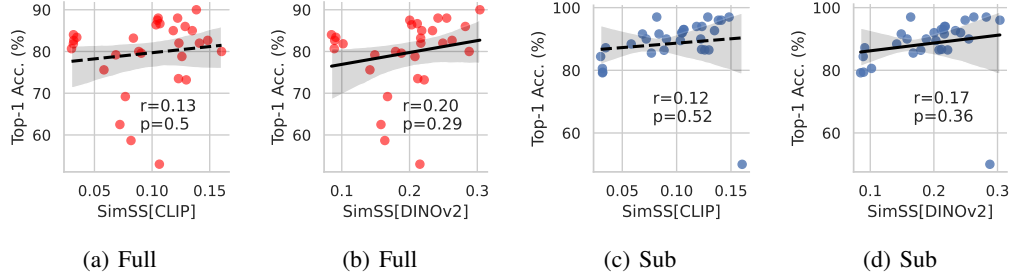 Top-1 Acc. (%)
90
80
70
60
r=0.13
p=0.5
0.05
0.10
0.15
SimSS[CLIP]
(a) Full
90
80
70
60
r=0.20
p=0.29
0.1
0.2
0.3
SimSS[DINOv2]
(b) Full
Top-1 Acc. (%)
100
80
60
r=0.12
p=0.52
0.05
0.10
0.15
SimSS[CLIP]
(c) Sub
Top-1 Acc. (%)
100
80
60
r=0.17
p=0.36
0.1
0.2
0.3
SimSS[DINOv2]
(d) Sub